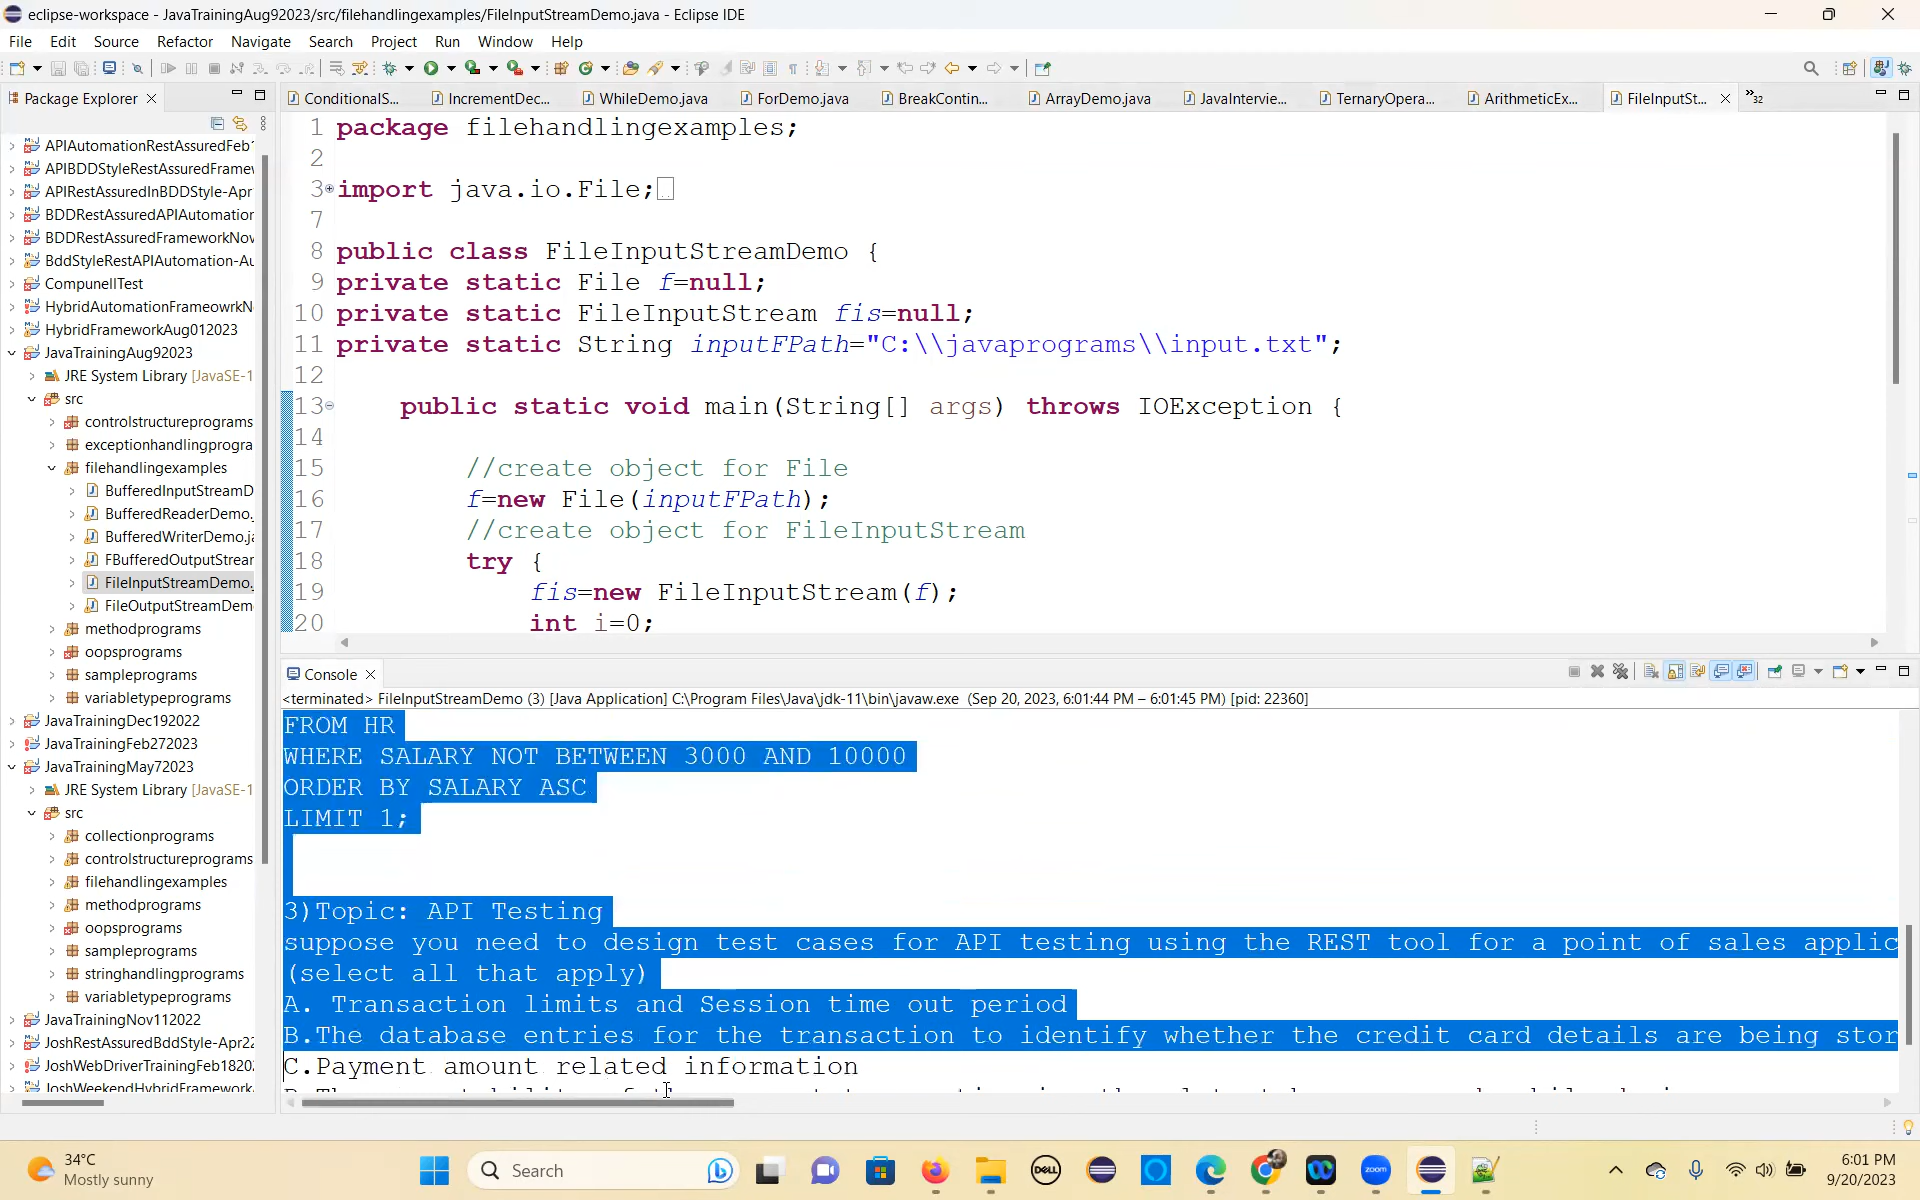 eclipse-workspace - JavaTrainingAug92023/src/filehandlingexamples/FileInputStreamDemo.java - Eclipse IDE
File Edit Source Refactor Navigate Search Project Run Window Help
Package Explorer
ConditionalS... IncrementDec... WhileDemo.java ForDemo.java BreakContin... ArrayDemo.java JavaIntervie... TernaryOpera... ArithmeticEx... FileInputSt... 32
APIAutomationRestAssuredFeb1
APIBDDStyleRestAssuredFrame
APIRestAssuredInBDDStyle-Apr
BDDRestAssuredAPIAutomation
BDDRestAssuredFrameworkNov
BddStyleRestAPIAutomation-Au
CompunellTest
HybridAutomationFrameowrkN
HybridFrameworkAug012023
JavaTrainingAug92023
JRE System Library [JavaSE-1
src
controlstructureprograms
exceptionhandlingprogra
filehandlingexamples
BufferedInputStreamD
BufferedReaderDemo.
BufferedWriterDemo.ja
FBufferedOutputStrear
FileInputStreamDemo.
FileOutputStreamDem
methodprograms
oopsprograms
sampleprograms
variabletypeprograms
JavaTrainingDec192022
JavaTrainingFeb272023
JavaTrainingMay72023
JRE System Library [JavaSE-1
src
collectionprograms
controlstructureprograms
filehandlingexamples
methodprograms
oopsprograms
sampleprograms
stringhandlingprograms
variabletypeprograms
JavaTrainingNov112022
JoshRestAssuredBddStyle-Apr22
JoshWebDriverTrainingFeb1820
JoshWeekendHybridFramework
1 package filehandlingexamples;
2
3 import java.io.File;
7
8 public class FileInputStreamDemo {
9 private static File f=null;
10 private static FileInputStream fis=null;
11 private static String inputFPath="C:\\javaprograms\\input.txt";
12
13 public static void main(String[] args) throws IOException {
14
15 //create object for File
16 f=new File(inputFPath);
17 //create object for FileInputStream
18 try {
19 fis=new FileInputStream(f);
20 int i=0;
Console
<terminated> FileInputStreamDemo (3) [Java Application] C:\Program Files\Java\jdk-11\bin\javaw.exe (Sep 20, 2023, 6:01:44 PM – 6:01:45 PM) [pid: 22360]
FROM HR
WHERE SALARY NOT BETWEEN 3000 AND 10000
ORDER BY SALARY ASC
LIMIT 1;
3)Topic: API Testing
suppose you need to design test cases for API testing using the REST tool for a point of sales applic
(select all that apply)
A. Transaction limits and Session time out period
B.The database entries for the transaction to identify whether the credit card details are being stor
C.Payment amount related information
34°C
Mostly sunny
Search
DELL
zoom
6:01 PM
9/20/2023